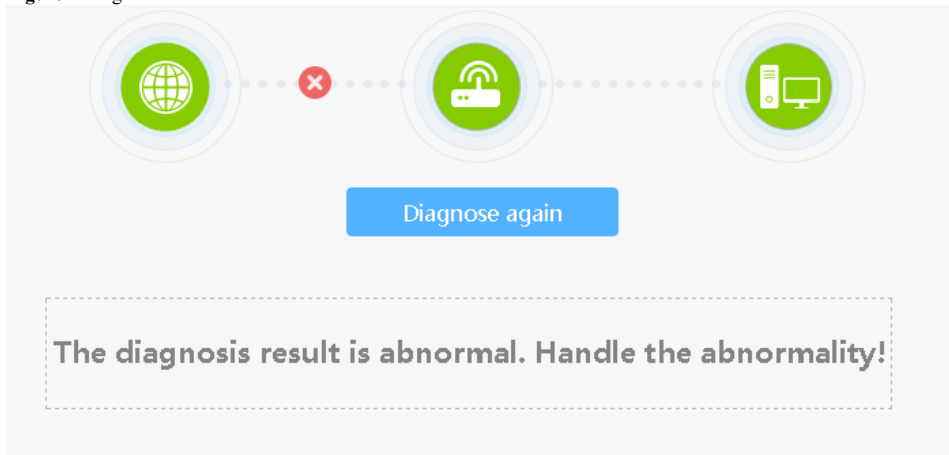 Diagnose again
The diagnosis result is abnormal. Handle the abnormality!